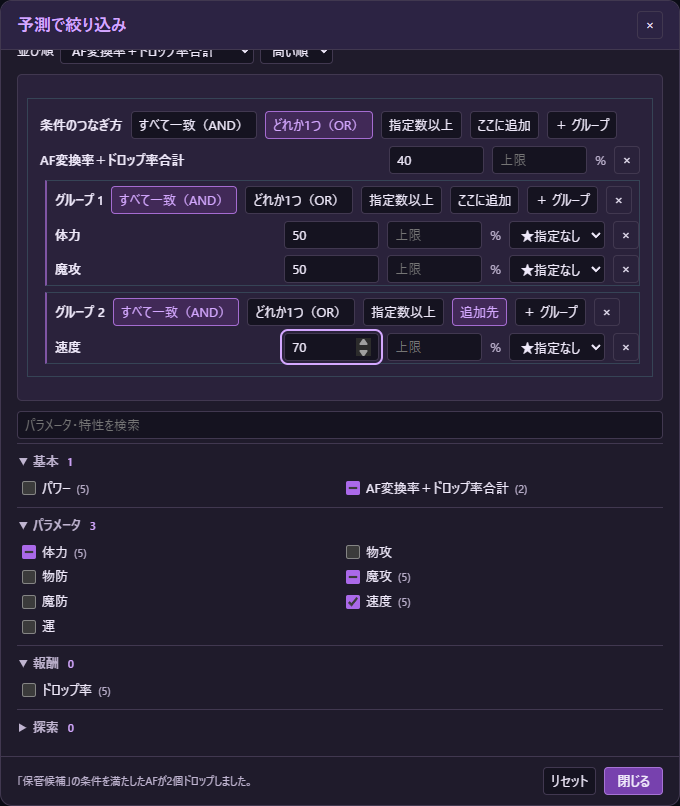 予測で絞り込み ×
並び順 AF変換率＋ドロップ率合計 高い順
条件のつなぎ方 すべて一致（AND） どれか1つ（OR） 指定数以上 ここに追加 ＋ グループ
AF変換率＋ドロップ率合計 40 上限 % ×
グループ 1 すべて一致（AND） どれか1つ（OR） 指定数以上 ここに追加 ＋ グループ ×
体力 50 上限 % ★指定なし ×
魔攻 50 上限 % ★指定なし ×
グループ 2 すべて一致（AND） どれか1つ（OR） 指定数以上 追加先 ＋ グループ ×
速度 70 上限 % ★指定なし ×
パラメータ・特性を検索
▼ 基本 1
パワー (5) AF変換率＋ドロップ率合計 (2)
▼ パラメータ 3
体力 (5) 物攻
物防 魔攻 (5)
魔防 速度 (5)
運
▼ 報酬 0
ドロップ率 (5)
▶ 探索 0
「保管候補」の条件を満たしたAFが2個ドロップしました。 リセット 閉じる